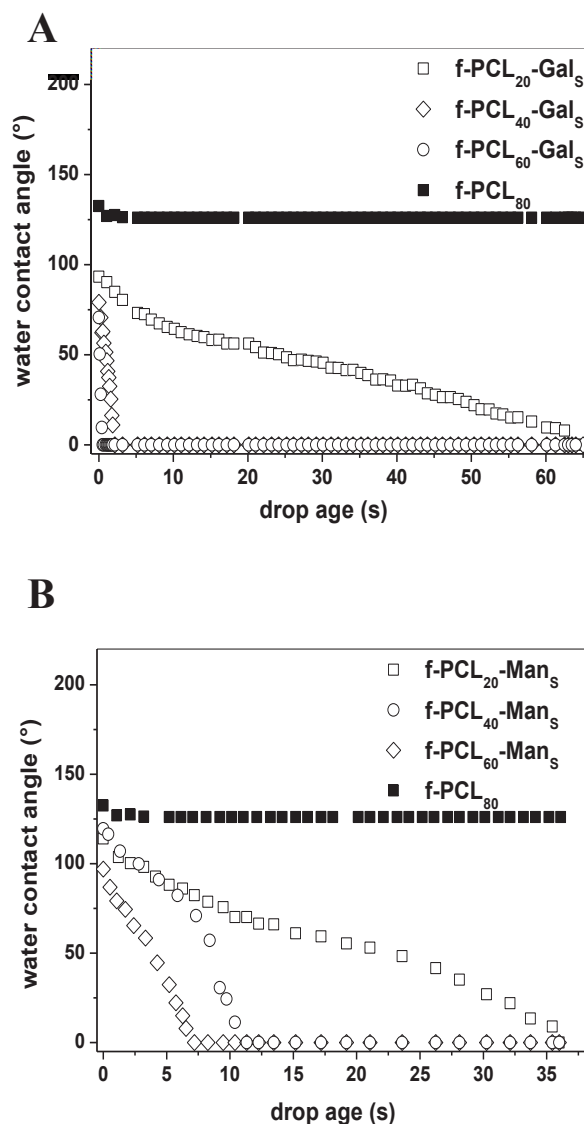 A
f-PCL20-GalS
f-PCL40-GalS
f-PCL60-GalS
f-PCL80
water contact angle (°)
200
150
100
50
0
0 10 20 30 40 50 60
drop age (s)
B
f-PCL20-ManS
f-PCL40-ManS
f-PCL60-ManS
f-PCL80
water contact angle (°)
200
150
100
50
0
0 5 10 15 20 25 30 35
drop age (s)